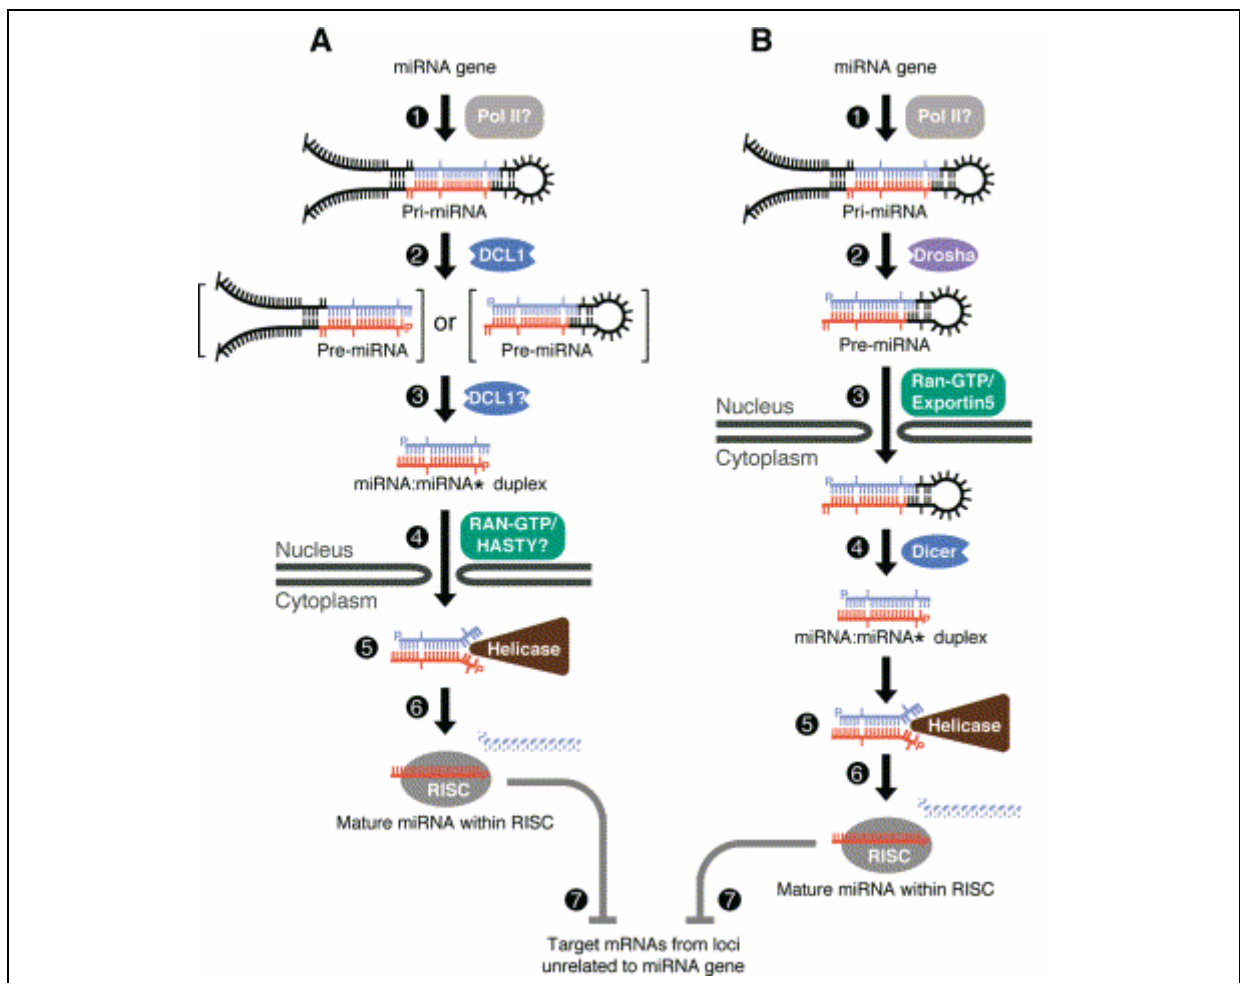 A
miRNA gene
1
Pol II?
Pri-miRNA
2
DCL1
Pre-miRNA
or
P
Pre-miRNA
P
3
DCL1?
P
P
miRNA:miRNA* duplex
4
RAN-GTP/
HASTY?
Nucleus
Cytoplasm
5
P
P
Helicase
6
RISC
Mature miRNA within RISC
7
B
miRNA gene
1
Pol II?
Pri-miRNA
2
Drosha
P
Pre-miRNA
3
Ran-GTP/
Exportin5
Nucleus
Cytoplasm
P
4
Dicer
P
P
miRNA:miRNA* duplex
5
P
P
Helicase
6
RISC
Mature miRNA within RISC
7
Target mRNAs from loci
unrelated to miRNA gene